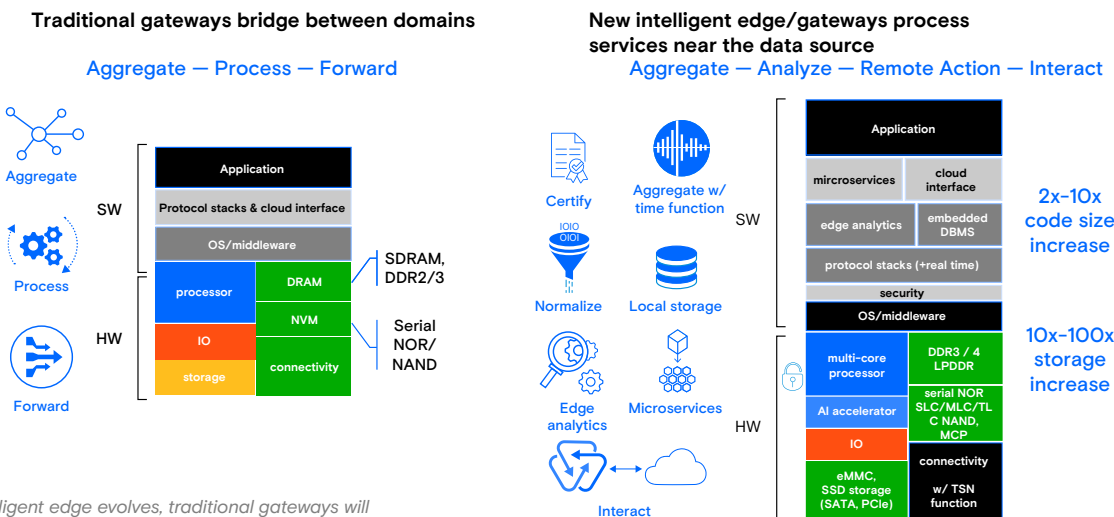 Traditional gateways bridge between domains
Aggregate — Process — Forward
Aggregate
Process
Forward
SW
HW
Application
Protocol stacks & cloud interface
OS/middleware
processor
DRAM
NVM
IO
storage
connectivity
SDRAM,
DDR2/3
Serial
NOR/
NAND
New intelligent edge/gateways process
services near the data source
Aggregate — Analyze — Remote Action — Interact
Certify
Aggregate w/
time function
IOIO
OIOI
Normalize
Local storage
Edge
analytics
Microservices
Interact
SW
HW
Application
mircroservices
cloud
interface
edge analytics
embedded
DBMS
protocol stacks (+real time)
security
OS/middleware
multi-core
processor
DDR3 / 4
LPDDR
AI accelerator
serial NOR
SLC/MLC/TL
C NAND,
MCP
IO
connectivity
w/ TSN
function
eMMC,
SSD storage
(SATA, PCIe)
2x-10x
code size
increase
10x-100x
storage
increase
lligent edge evolves, traditional gateways will